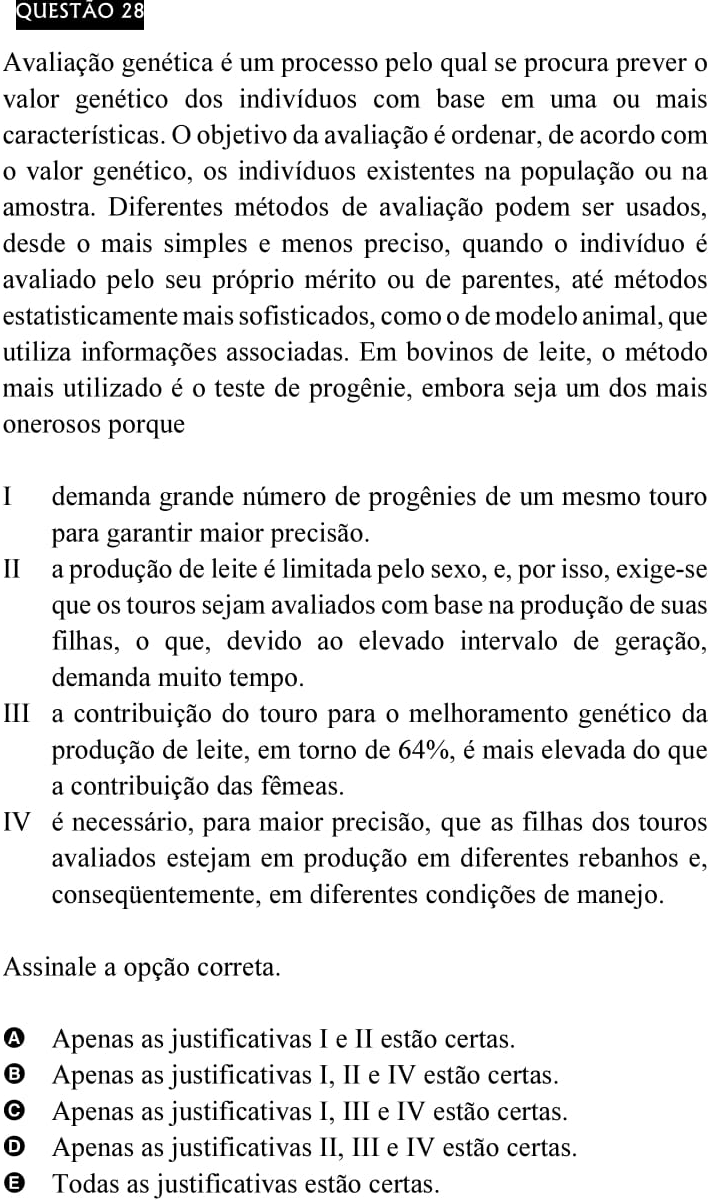 QUESTÃO 28
Avaliação genética é um processo pelo qual se procura prever o
valor genético dos indivíduos com base em uma ou mais
características. O objetivo da avaliação é ordenar, de acordo com
o valor genético, os indivíduos existentes na população ou na
amostra. Diferentes métodos de avaliação podem ser usados,
desde o mais simples e menos preciso, quando o indivíduo é
avaliado pelo seu próprio mérito ou de parentes, até métodos
estatisticamente mais sofisticados, como o de modelo animal, que
utiliza informações associadas. Em bovinos de leite, o método
mais utilizado é o teste de progênie, embora seja um dos mais
onerosos porque
I demanda grande número de progênies de um mesmo touro
para garantir maior precisão.
II a produção de leite é limitada pelo sexo, e, por isso, exige-se
que os touros sejam avaliados com base na produção de suas
filhas, o que, devido ao elevado intervalo de geração,
demanda muito tempo.
III a contribuição do touro para o melhoramento genético da
produção de leite, em torno de 64%, é mais elevada do que
a contribuição das fêmeas.
IV é necessário, para maior precisão, que as filhas dos touros
avaliados estejam em produção em diferentes rebanhos e,
conseqüentemente, em diferentes condições de manejo.
Assinale a opção correta.
A Apenas as justificativas I e II estão certas.
B Apenas as justificativas I, II e IV estão certas.
C Apenas as justificativas I, III e IV estão certas.
D Apenas as justificativas II, III e IV estão certas.
E Todas as justificativas estão certas.